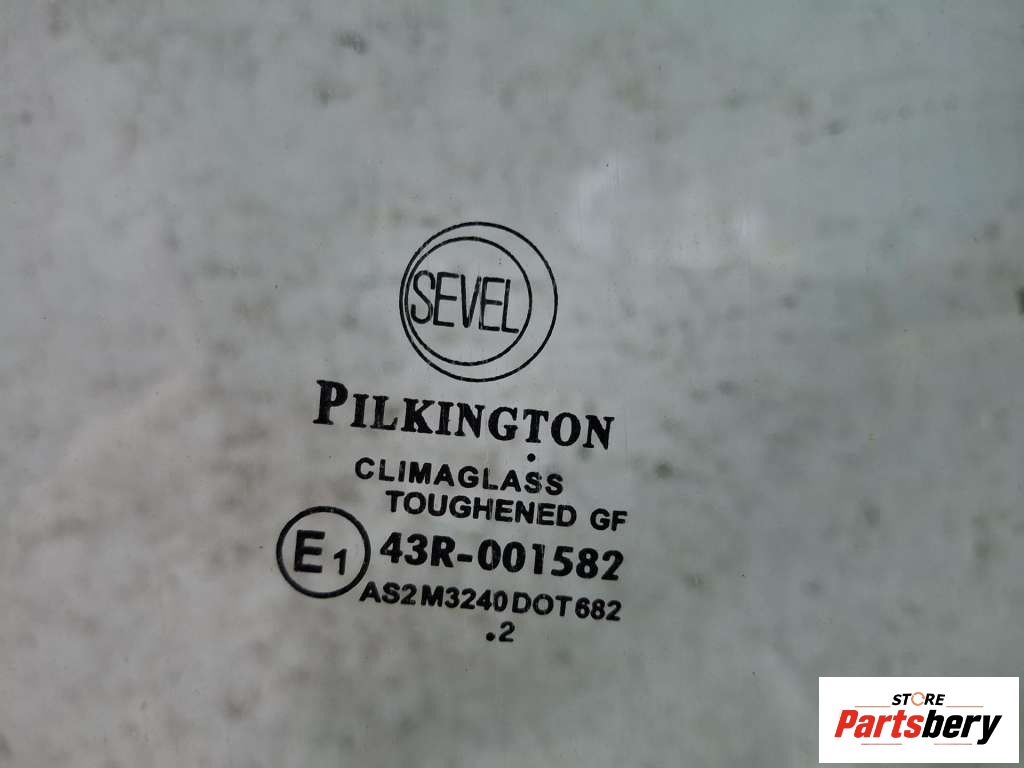 SEVEL
PILKINGTON
CLIMAGLASS
TOUGHENED GF
E1 43R-001582
AS2 M3240 DOT 682
.2
STORE
Partsbery